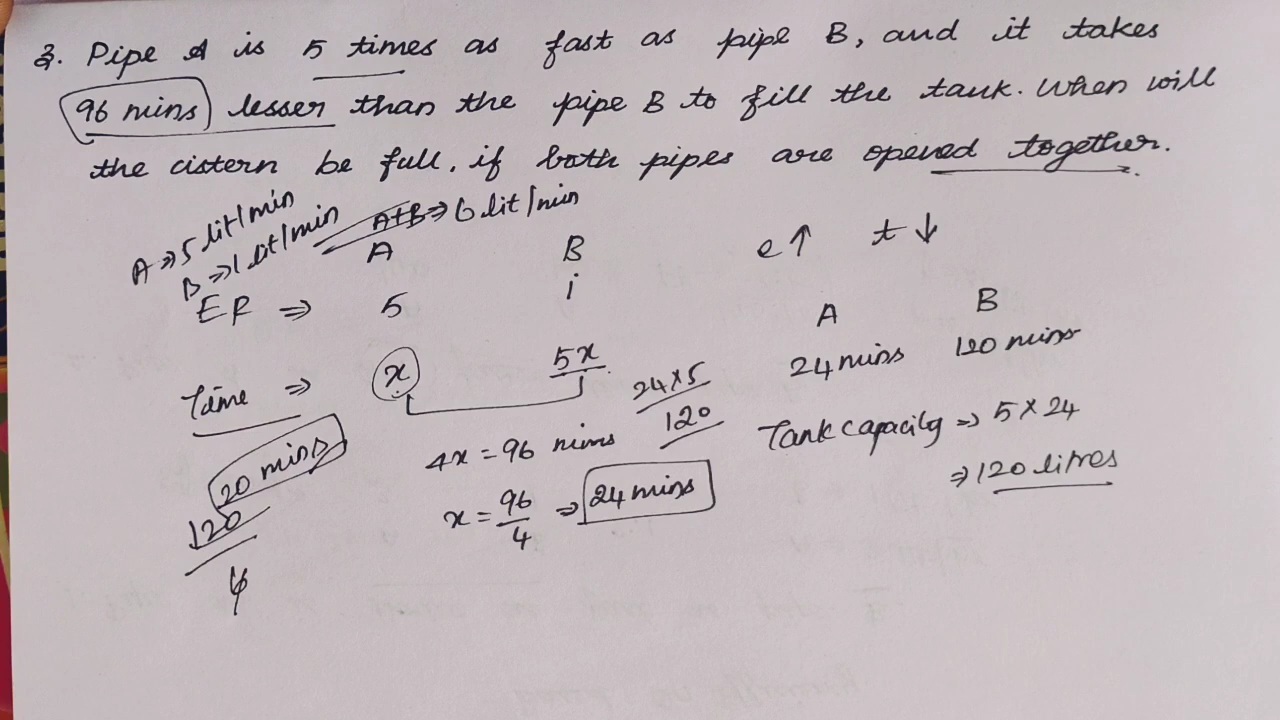 3. Pipe A is 5 times as fast as pipe B, and it takes
96 mins lesser than the pipe B to fill the tank. When will
the cistern be full, if both pipes are opened together.
A ⇒ 5 lit/min
B ⇒ 1 lit/min
A+B ⇒ 6 lit/min
A B
ER ⇒ 5 1
e↑ t↓
Time ⇒ x 5x
4x = 96 mins
x = 96/4 ⇒ 24 mins
24x5
120
A B
24 mins 120 mins
Tank capacity ⇒ 5 x 24
⇒ 120 litres
20 mins
120
6